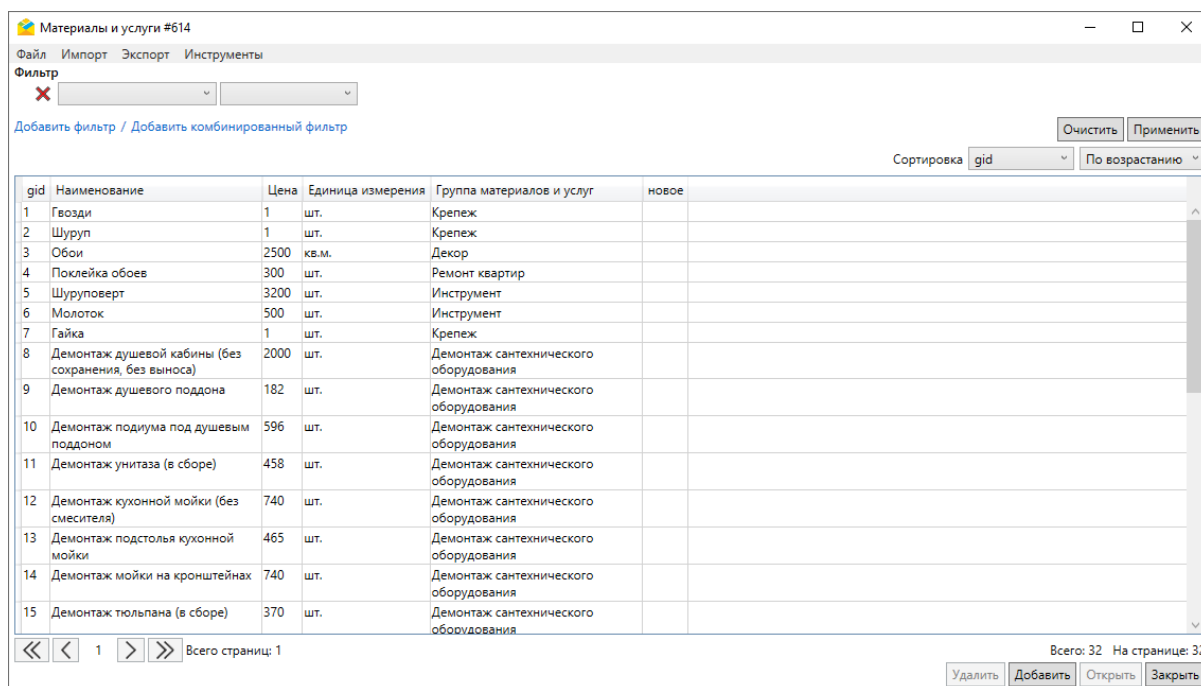 Материалы и услуги #614
Файл Импорт Экспорт Инструменты
Фильтр
Добавить фильтр / Добавить комбинированный фильтр
Очистить Применить
Сортировка gid По возрастанию
gid Наименование Цена Единица измерения Группа материалов и услуг новое
1 Гвозди 1 шт. Крепеж
2 Шуруп 1 шт. Крепеж
3 Обои 2500 кв.м. Декор
4 Поклейка обоев 300 шт. Ремонт квартир
5 Шуруповерт 3200 шт. Инструмент
6 Молоток 500 шт. Инструмент
7 Гайка 1 шт. Крепеж
8 Демонтаж душевой кабины (без 2000 шт. Демонтаж сантехнического
сохранения, без выноса) оборудования
9 Демонтаж душевого поддона 182 шт. Демонтаж сантехнического
оборудования
10 Демонтаж подиума под душевым 596 шт. Демонтаж сантехнического
поддоном оборудования
11 Демонтаж унитаза (в сборе) 458 шт. Демонтаж сантехнического
оборудования
12 Демонтаж кухонной мойки (без 740 шт. Демонтаж сантехнического
смесителя) оборудования
13 Демонтаж подстолья кухонной 465 шт. Демонтаж сантехнического
мойки оборудования
14 Демонтаж мойки на кронштейнах 740 шт. Демонтаж сантехнического
оборудования
15 Демонтаж тюльпана (в сборе) 370 шт. Демонтаж сантехнического
оборудования
1 Всего страниц: 1 Всего: 32 На странице: 32
Удалить Добавить Открыть Закрыть